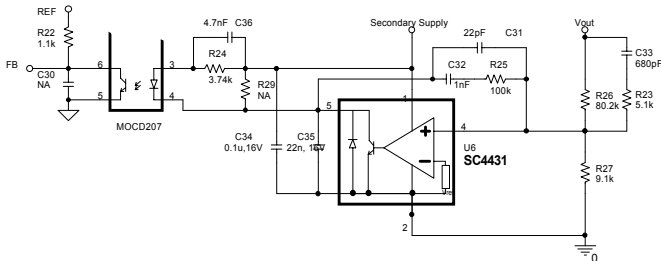 REF
R22
1.1k
FB
C30
NA
6
5
MOCD207
3
4
4.7nF C36
R24
3.74k
R29
NA
C34
0.1u,16V
C35
22n, 16V
Secondary Supply
22pF C31
C32
1nF
R25
100k
5
1
4
2
U6
SC4431
Vout
C33
680pF
R26
80.2k
R23
5.1k
R27
9.1k
0